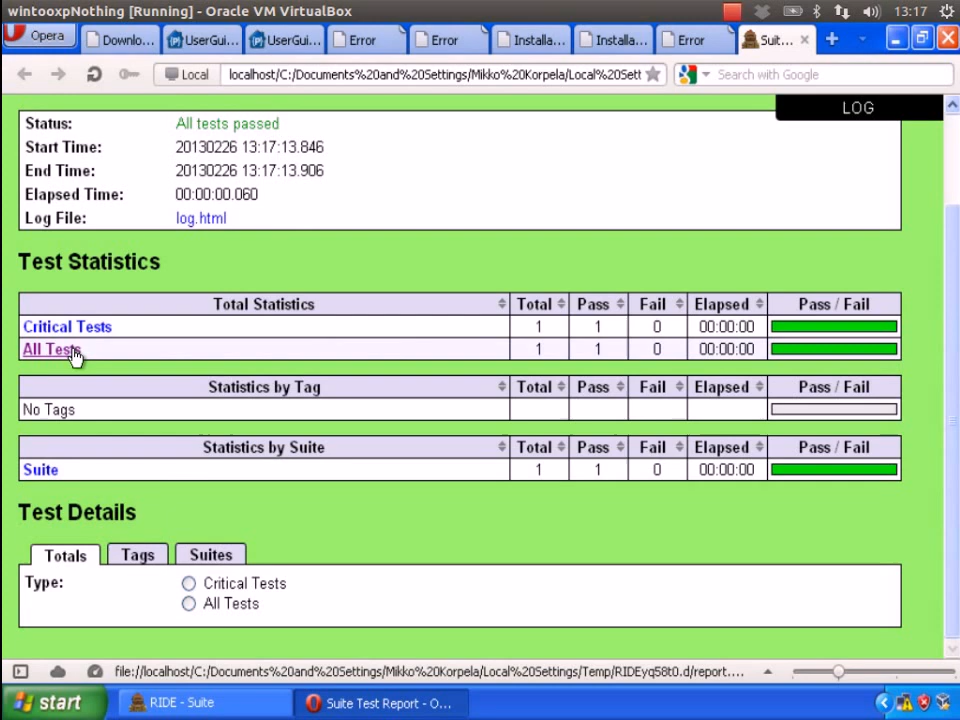 wintooxpNothing [Running] - Oracle VM VirtualBox
13:17
Opera
Downlo...
UserGui...
UserGui...
Error
Error
Installa...
Installa...
Error
Suit...
Local
localhost/C:/Documents%20and%20Settings/Mikko%20Korpela/Local%20Sett
Search with Google
LOG
Status: All tests passed
Start Time: 20130226 13:17:13.846
End Time: 20130226 13:17:13.906
Elapsed Time: 00:00:00.060
Log File: log.html
Test Statistics
Total Statistics Total Pass Fail Elapsed Pass / Fail
Critical Tests 1 1 0 00:00:00
All Tests 1 1 0 00:00:00
Statistics by Tag Total Pass Fail Elapsed Pass / Fail
No Tags
Statistics by Suite Total Pass Fail Elapsed Pass / Fail
Suite 1 1 0 00:00:00
Test Details
Totals Tags Suites
Type: Critical Tests
All Tests
file://localhost/C:/Documents%20and%20Settings/Mikko%20Korpela/Local%20Settings/Temp/RIDEyq58t0.d/report....
start
RIDE - Suite
Suite Test Report - O...